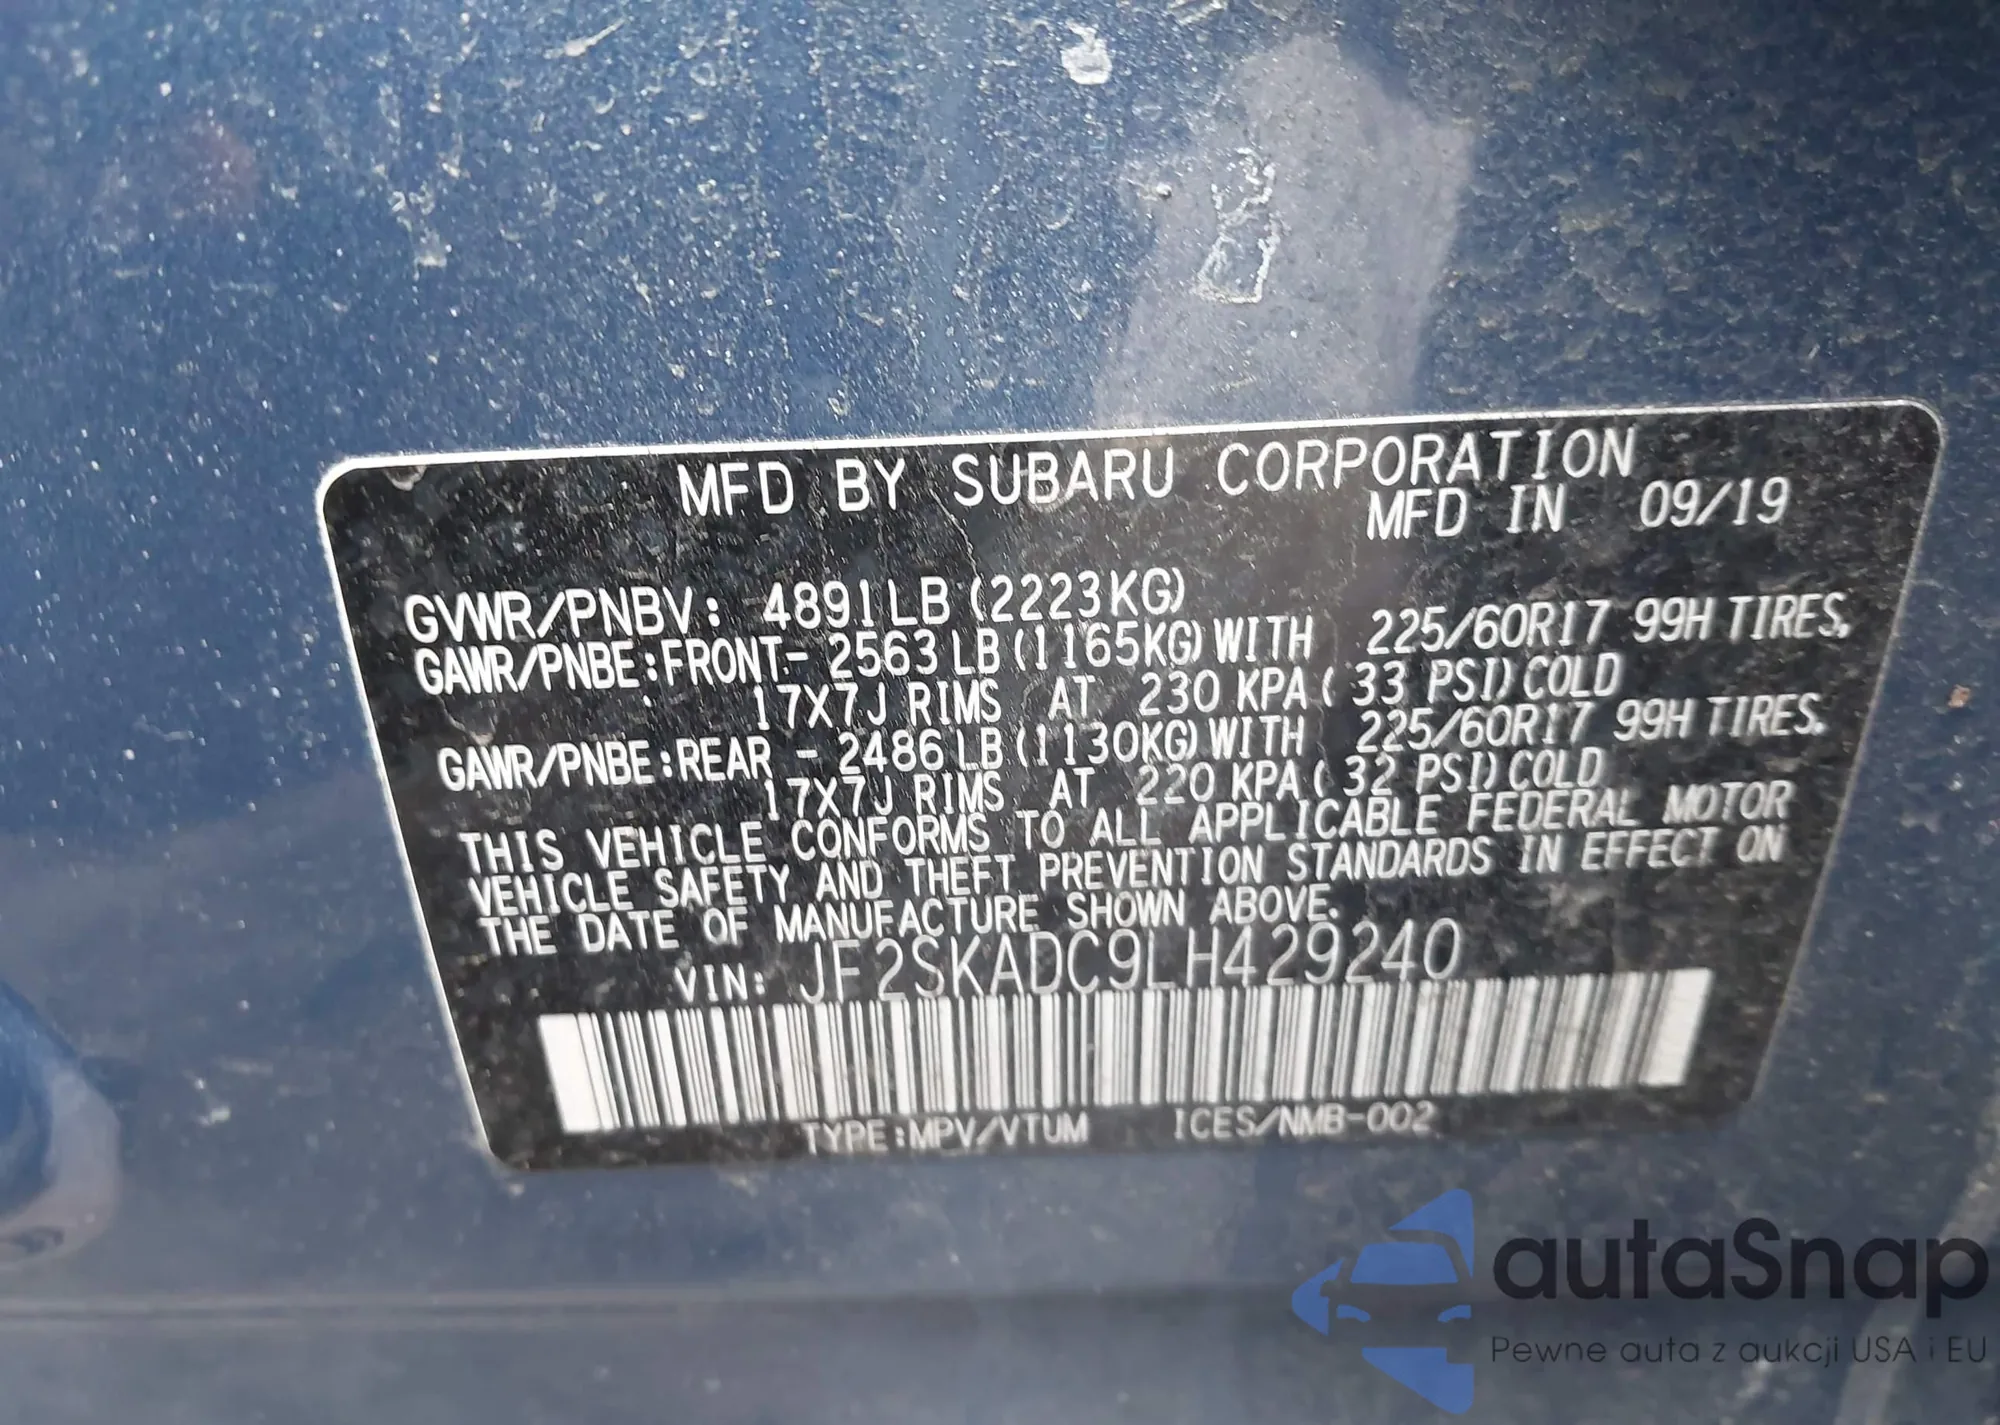 MFD BY SUBARU CORPORATION
MFD IN 09/19
GVWR/PNBV: 4891LB (2223KG)
GAWR/PNBE:FRONT- 2563LB(1165KG)WITH 225/60R17 99H TIRES,
17X7J RIMS AT 230 KPA( 33 PSI)COLD
GAWR/PNBE:REAR - 2486LB(1130KG)WITH 225/60R17 99H TIRES.
17X7J RIMS AT 220 KPA( 32 PSI)COLD
THIS VEHICLE CONFORMS TO ALL APPLICABLE FEDERAL MOTOR
VEHICLE SAFETY AND THEFT PREVENTION STANDARDS IN EFFECT ON
THE DATE OF MANUFACTURE SHOWN ABOVE.
VIN: JF2SKADC9LH429240
TYPE:MPV/VTUM ICES/NMB-002
autaSnap
Pewne auta z aukcji USA i EU